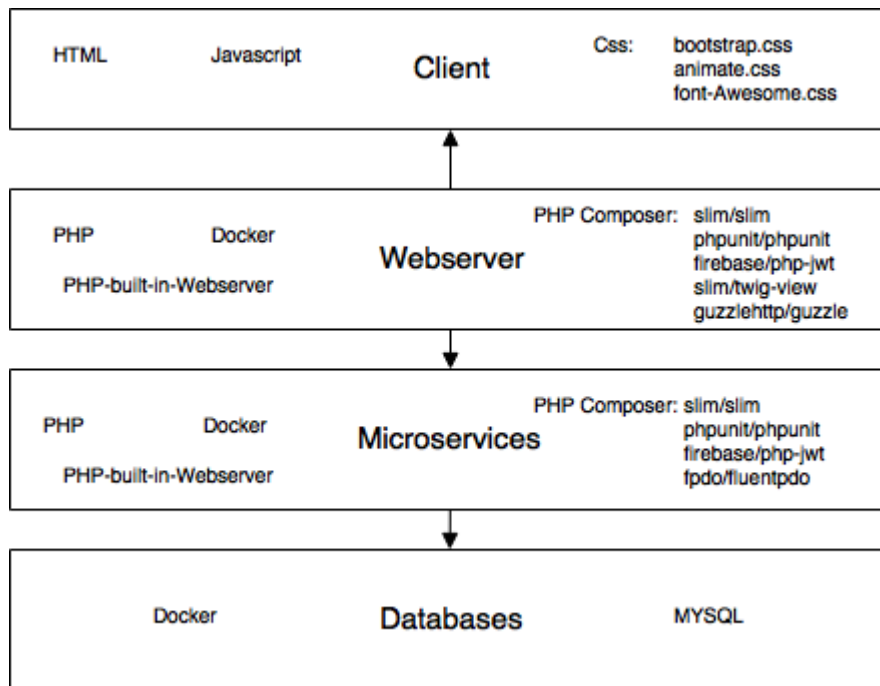 HTML Javascript Client Css: bootstrap.css
animate.css
font-Awesome.css
PHP Docker Webserver PHP Composer: slim/slim
phpunit/phpunit
firebase/php-jwt
PHP-built-in-Webserver slim/twig-view
guzzlehttp/guzzle
PHP Docker Microservices PHP Composer: slim/slim
phpunit/phpunit
firebase/php-jwt
PHP-built-in-Webserver fpdo/fluentpdo
Docker Databases MYSQL